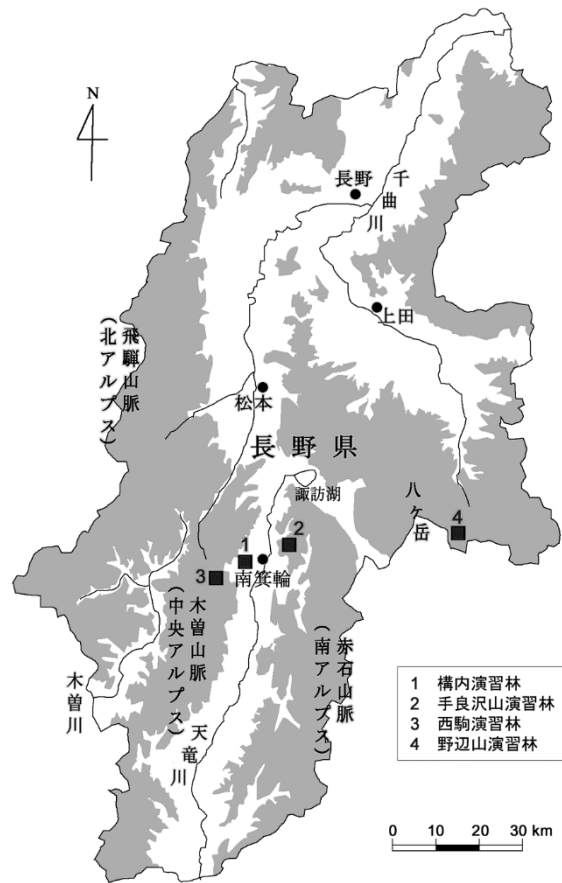 N
長野
千曲川
上田
飛騨山脈
(北アルプス)
松本
長野県
諏訪湖
八ヶ岳
4
2
1
南箕輪
3
木曽山脈
(中央アルプス)
赤石山脈
(南アルプス)
木曽川
天竜川
1 構内演習林
2 手良沢山演習林
3 西駒演習林
4 野辺山演習林
0 10 20 30 km